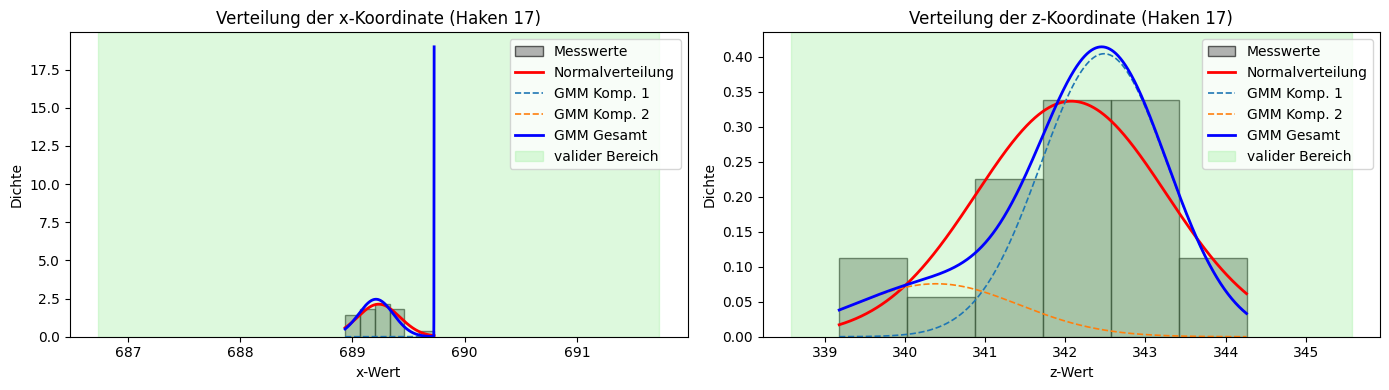 Verteilung der x-Koordinate (Haken 17)
Dichte
17.5
15.0
12.5
10.0
7.5
5.0
2.5
0.0
687
688
689
690
691
x-Wert
Messwerte
Normalverteilung
GMM Komp. 1
GMM Komp. 2
GMM Gesamt
valider Bereich
Verteilung der z-Koordinate (Haken 17)
Dichte
0.40
0.35
0.30
0.25
0.20
0.15
0.10
0.05
0.00
339
340
341
342
343
344
345
z-Wert
Messwerte
Normalverteilung
GMM Komp. 1
GMM Komp. 2
GMM Gesamt
valider Bereich